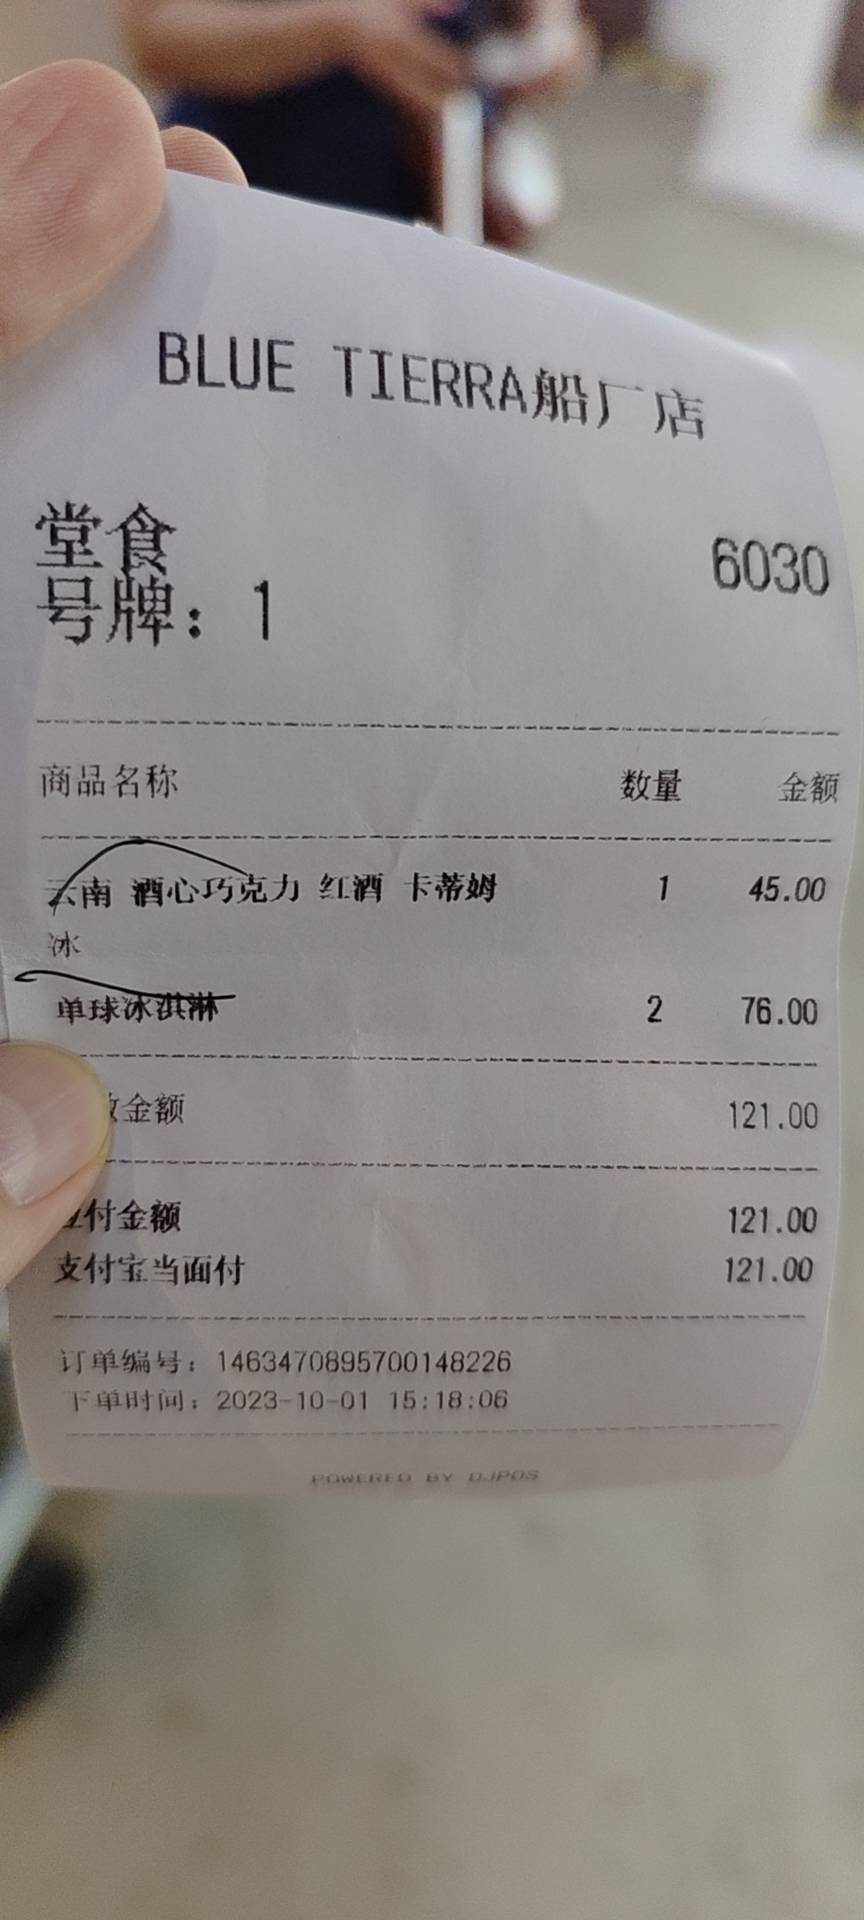 BLUE TIERRA船厂店
堂食 6030
号牌：1
商品名称 数量 金额
云南 酒心巧克力 红酒 卡蒂姆 1 45.00
冰
单球冰淇淋 2 76.00
金额 121.00
付金额 121.00
支付宝当面付 121.00
订单编号：1463470895700148226
下单时间：2023-10-01 15:18:06
POWERED BY DJPOS